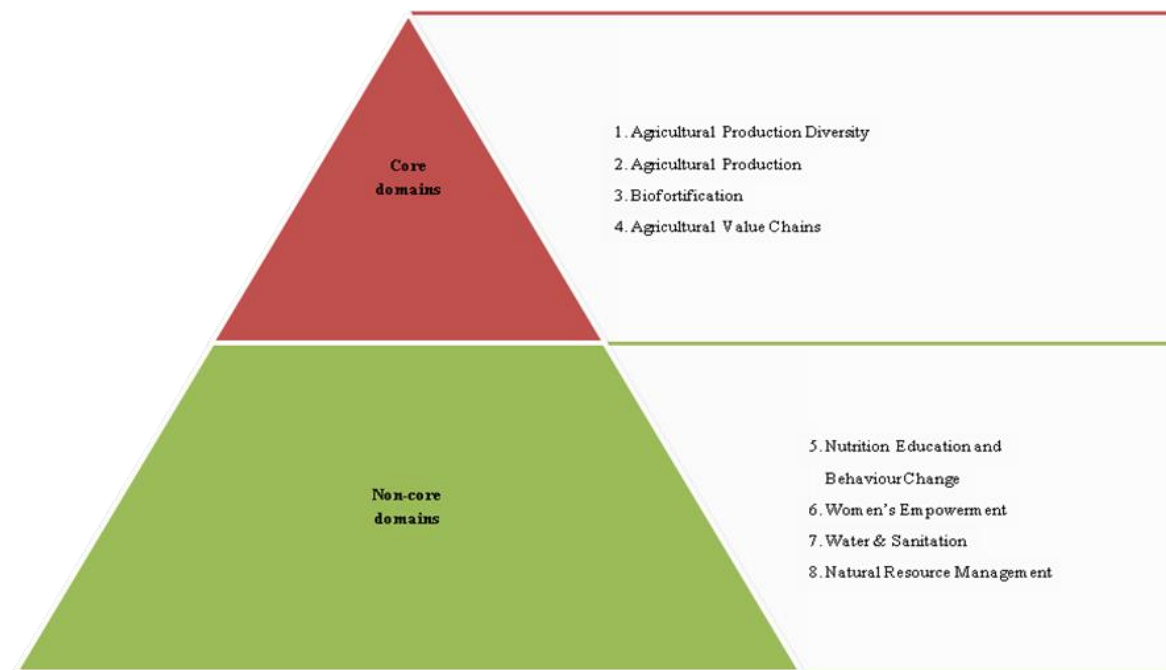 Core
domains
1. Agricultural Production Diversity
2. Agricultural Production
3. Biofortification
4. Agricultural Value Chains
Non-core
domains
5. Nutrition Education and
Behaviour Change
6. Women's Empowerment
7. Water & Sanitation
8. Natural Resource Management